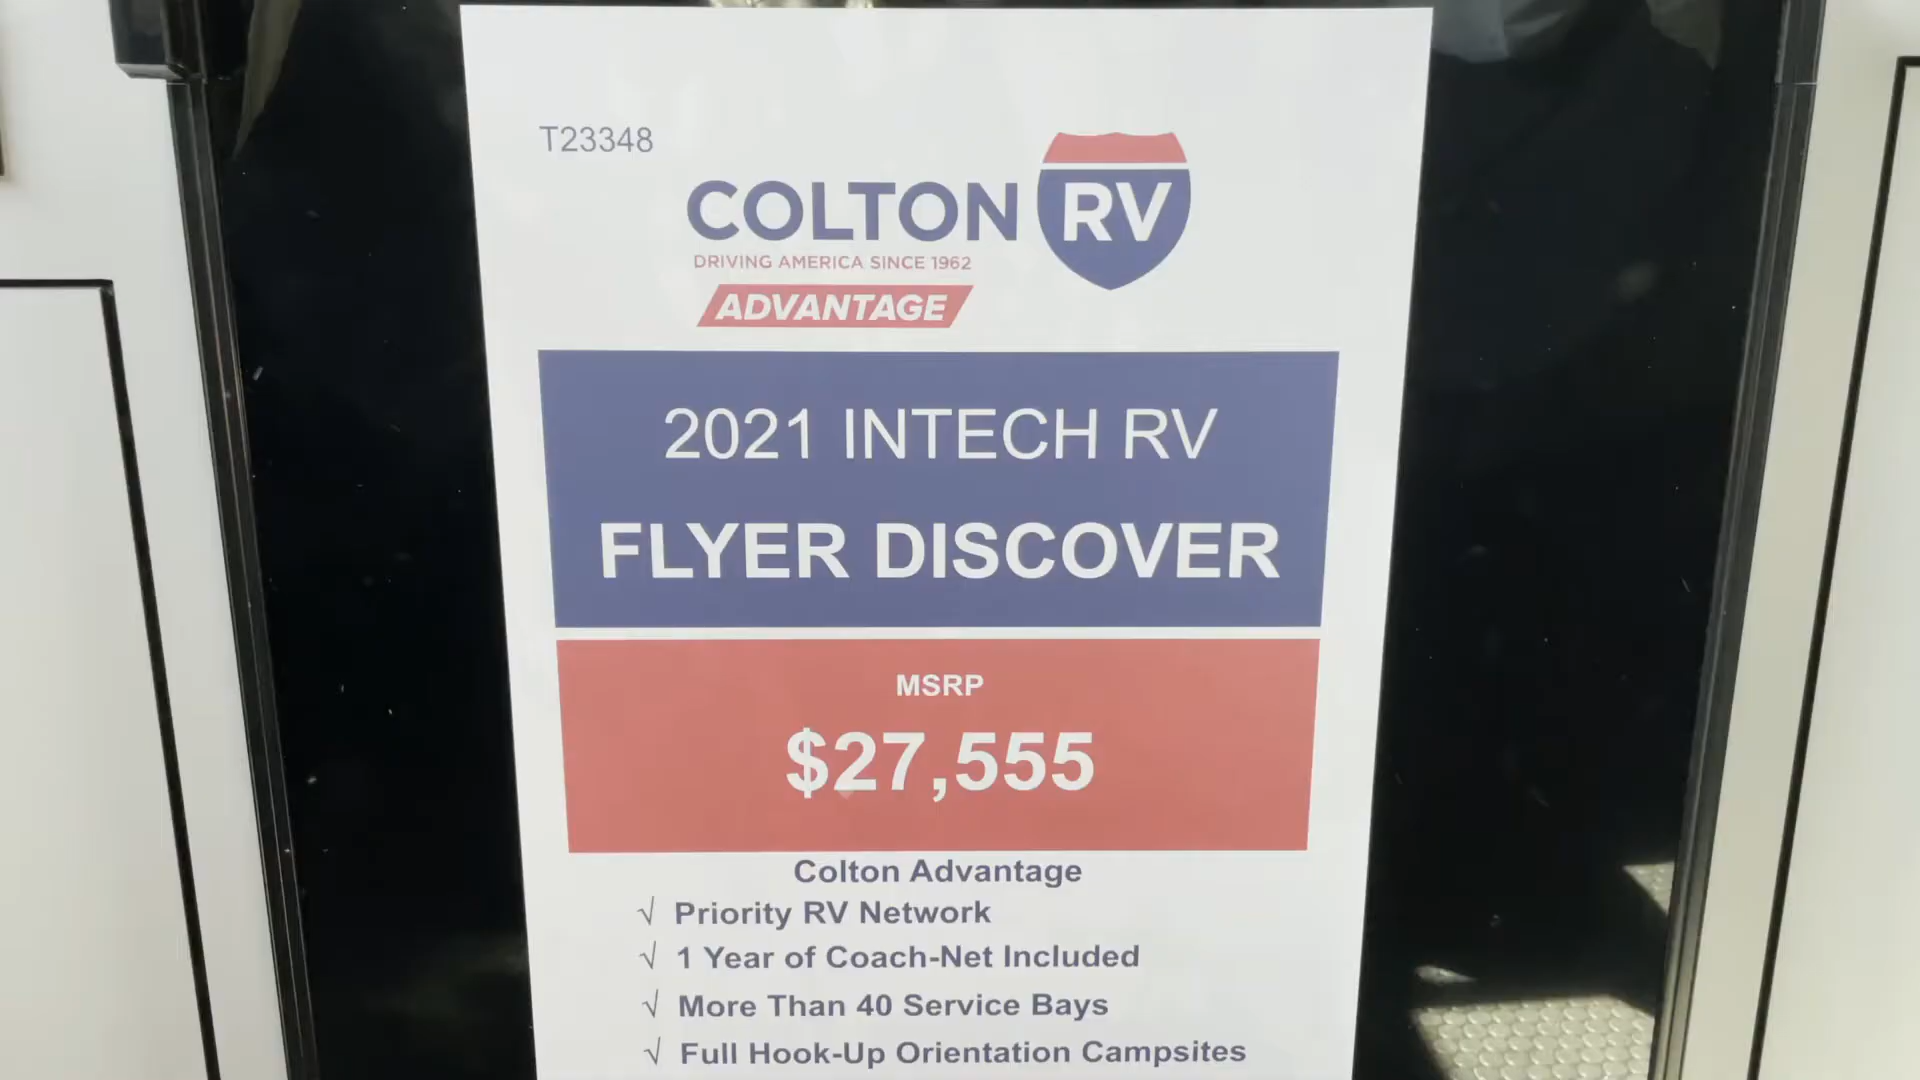 T23348
COLTON RV
DRIVING AMERICA SINCE 1962
ADVANTAGE
2021 INTECH RV
FLYER DISCOVER
MSRP
$27,555
Colton Advantage
√ Priority RV Network
√ 1 Year of Coach-Net Included
√ More Than 40 Service Bays
√ Full Hook-Up Orientation Campsites